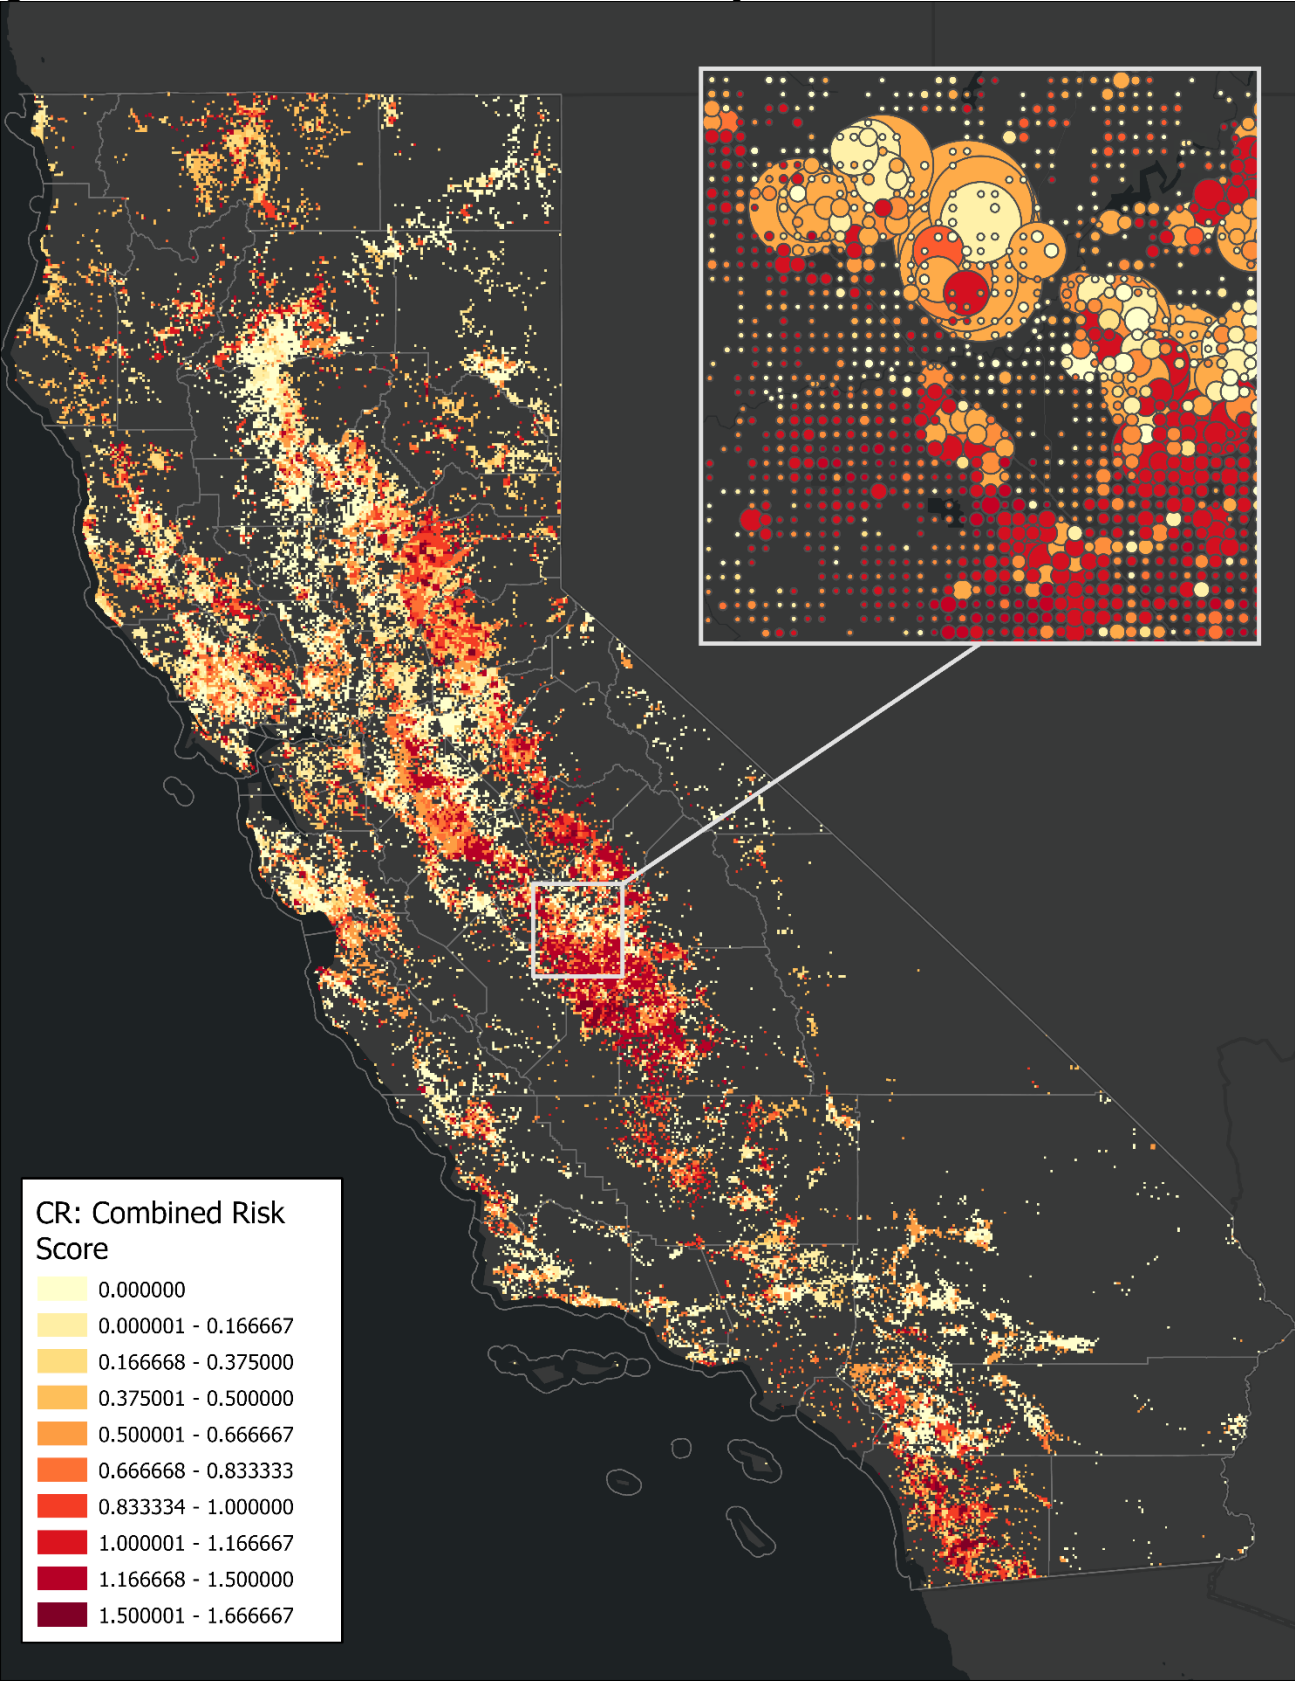 CR: Combined Risk
Score
0.000000
0.000001 - 0.166667
0.166668 - 0.375000
0.375001 - 0.500000
0.500001 - 0.666667
0.666668 - 0.833333
0.833334 - 1.000000
1.000001 - 1.166667
1.166668 - 1.500000
1.500001 - 1.666667